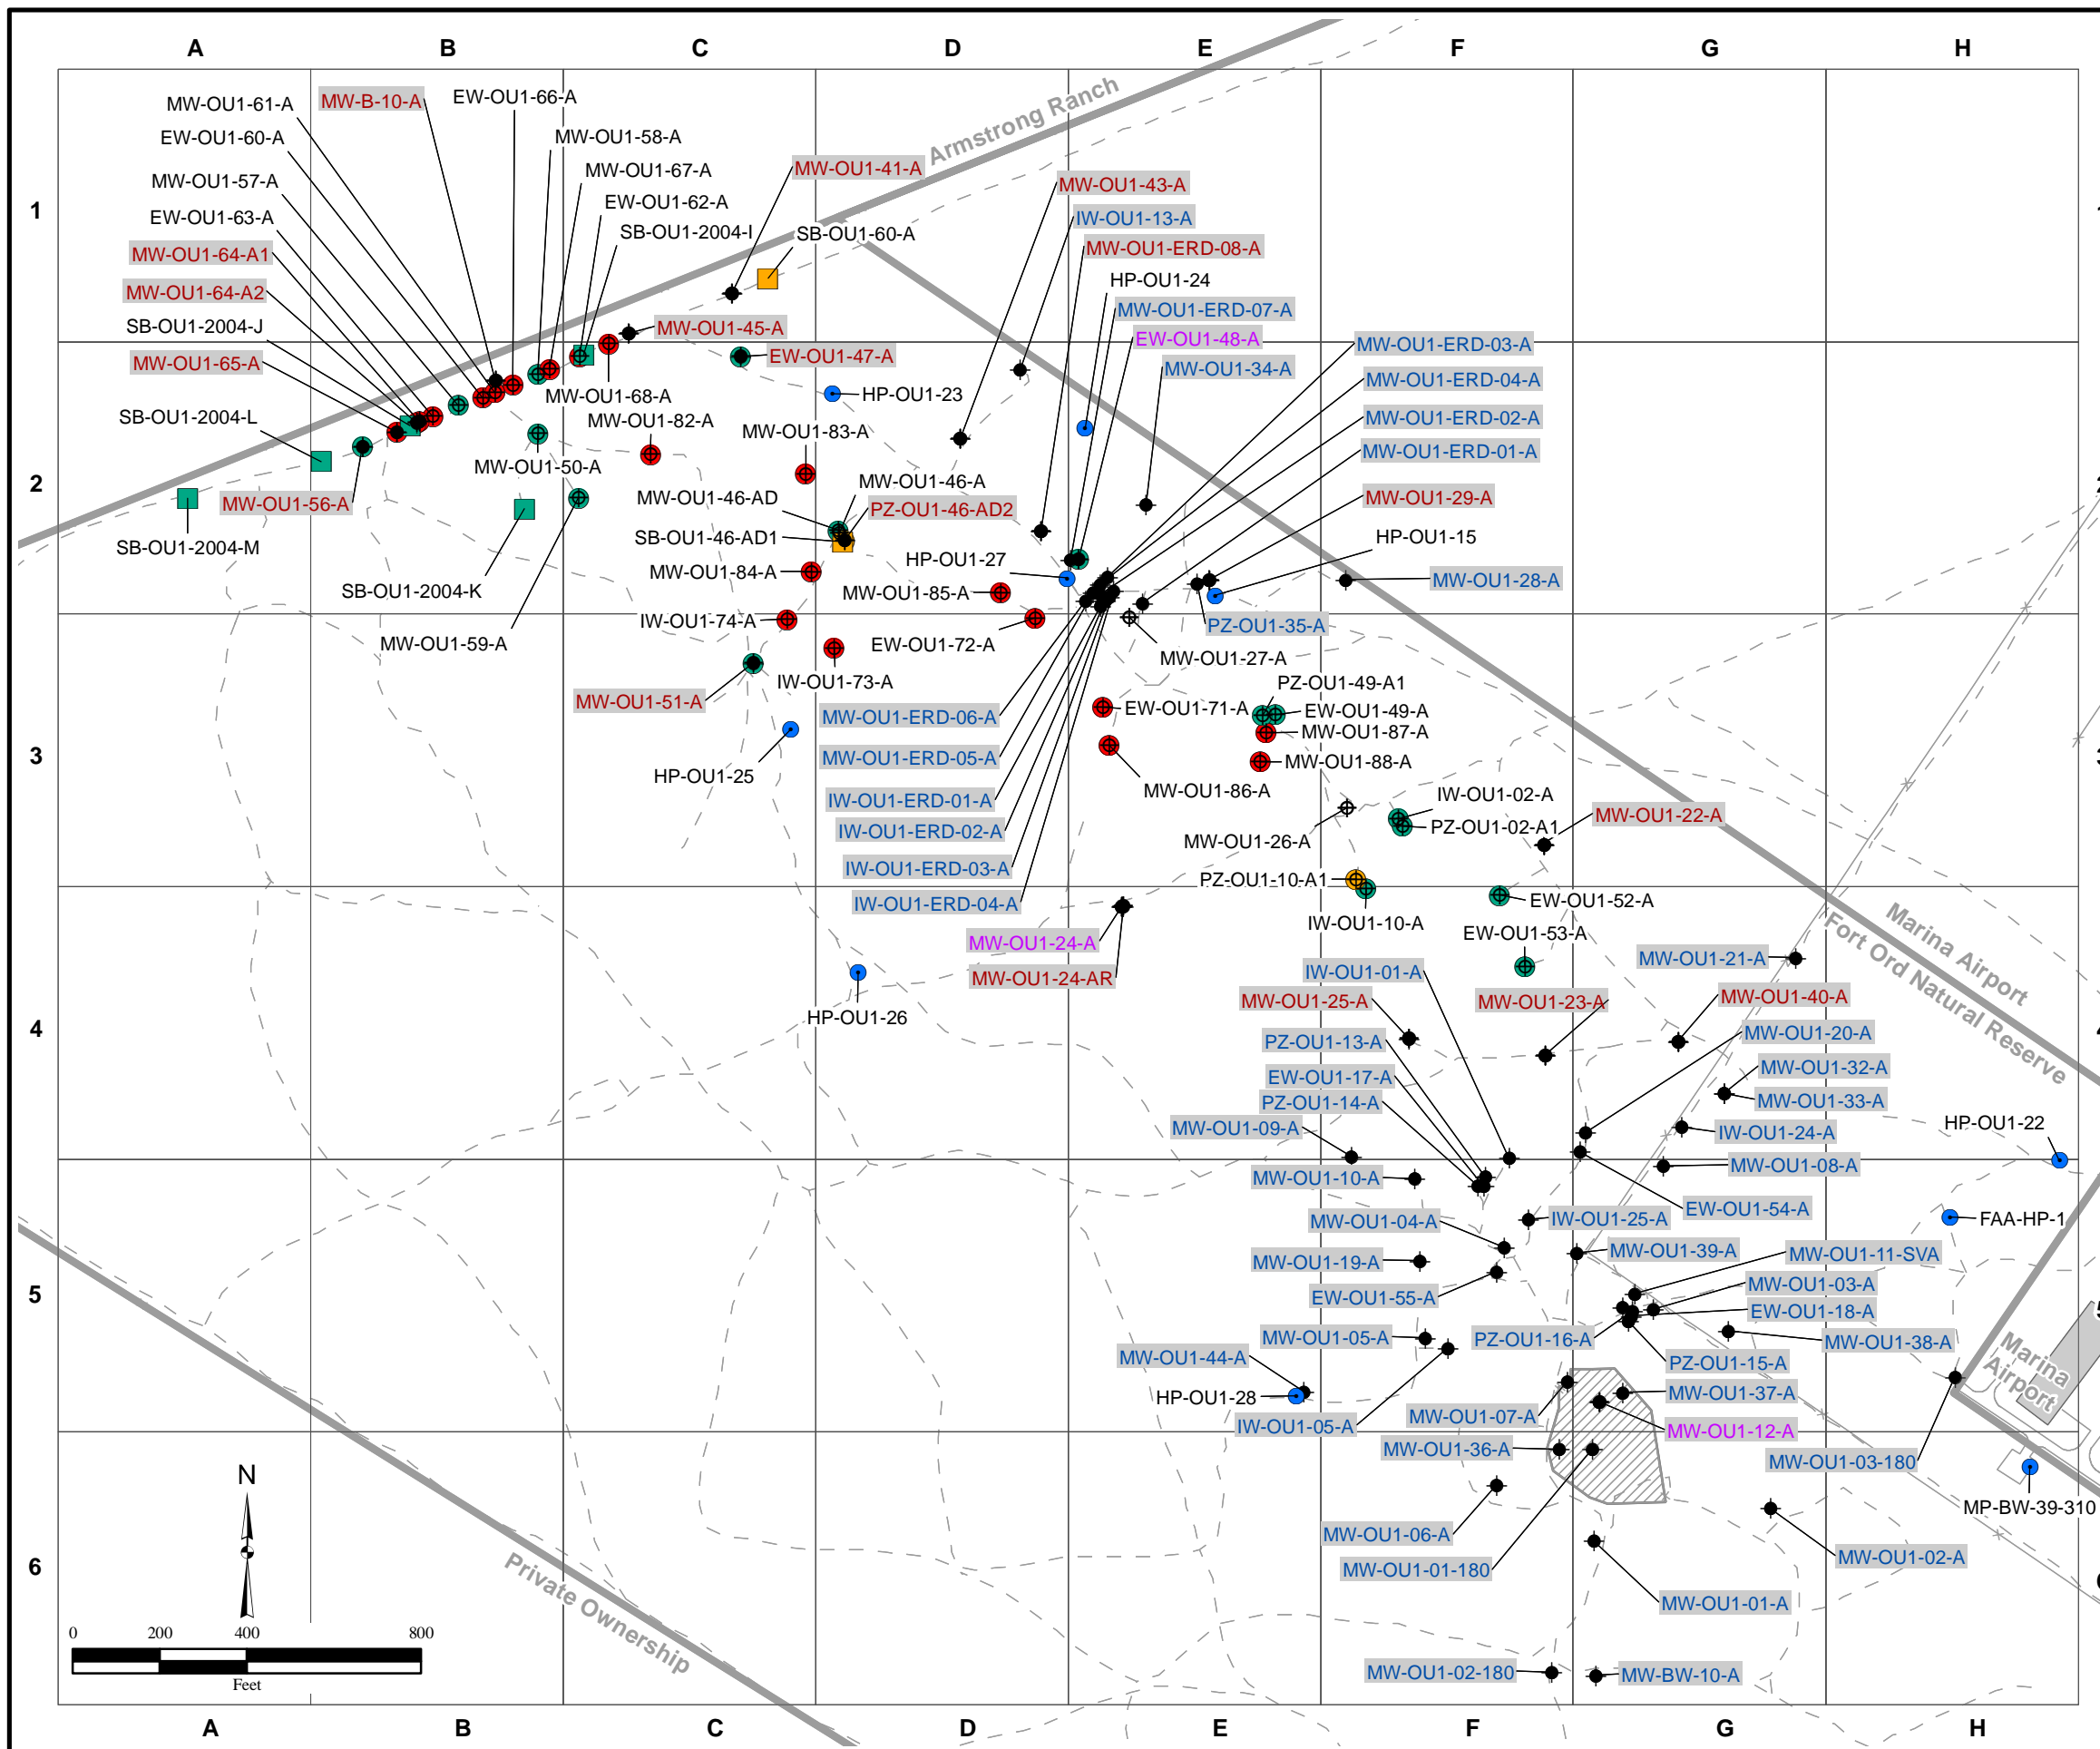 A B C D E F G H
MW-OU1-61-A
MW-B-10-A
EW-OU1-66-A
EW-OU1-60-A
MW-OU1-58-A
Armstrong Ranch
MW-OU1-57-A
MW-OU1-67-A
MW-OU1-41-A
MW-OU1-43-A
EW-OU1-63-A
EW-OU1-62-A
IW-OU1-13-A
1
SB-OU1-2004-I
SB-OU1-60-A
MW-OU1-64-A1
MW-OU1-ERD-08-A
HP-OU1-24
MW-OU1-64-A2
MW-OU1-ERD-07-A
SB-OU1-2004-J
MW-OU1-45-A
EW-OU1-48-A
MW-OU1-ERD-03-A
MW-OU1-65-A
EW-OU1-47-A
MW-OU1-34-A
MW-OU1-ERD-04-A
MW-OU1-68-A
HP-OU1-23
SB-OU1-2004-L
MW-OU1-82-A
MW-OU1-83-A
MW-OU1-ERD-02-A
MW-OU1-ERD-01-A
MW-OU1-50-A
2
MW-OU1-56-A
MW-OU1-46-AD
MW-OU1-46-A
PZ-OU1-46-AD2
MW-OU1-29-A
SB-OU1-2004-M
SB-OU1-46-AD1
HP-OU1-15
HP-OU1-27
MW-OU1-84-A
MW-OU1-28-A
SB-OU1-2004-K
MW-OU1-85-A
IW-OU1-74-A
PZ-OU1-35-A
MW-OU1-59-A
EW-OU1-72-A
MW-OU1-27-A
IW-OU1-73-A
PZ-OU1-49-A1
MW-OU1-51-A
EW-OU1-71-A
EW-OU1-49-A
MW-OU1-ERD-06-A
MW-OU1-87-A
3
MW-OU1-ERD-05-A
MW-OU1-88-A
HP-OU1-25
MW-OU1-86-A
IW-OU1-ERD-01-A
IW-OU1-02-A
MW-OU1-22-A
IW-OU1-ERD-02-A
PZ-OU1-02-A1
MW-OU1-26-A
IW-OU1-ERD-03-A
PZ-OU1-10-A1
IW-OU1-ERD-04-A
EW-OU1-52-A
IW-OU1-10-A
MW-OU1-24-A
EW-OU1-53-A
Marina Airport
Fort Ord Natural Reserve
MW-OU1-24-AR
IW-OU1-01-A
MW-OU1-21-A
MW-OU1-25-A
MW-OU1-23-A
MW-OU1-40-A
HP-OU1-26
4
PZ-OU1-13-A
MW-OU1-20-A
EW-OU1-17-A
MW-OU1-32-A
PZ-OU1-14-A
MW-OU1-33-A
MW-OU1-09-A
IW-OU1-24-A
HP-OU1-22
MW-OU1-10-A
MW-OU1-08-A
MW-OU1-04-A
IW-OU1-25-A
EW-OU1-54-A
FAA-HP-1
MW-OU1-19-A
MW-OU1-39-A
MW-OU1-11-SVA
EW-OU1-55-A
MW-OU1-03-A
5
MW-OU1-05-A
PZ-OU1-16-A
EW-OU1-18-A
MW-OU1-38-A
MW-OU1-44-A
PZ-OU1-15-A
Marina
Airport
HP-OU1-28
MW-OU1-37-A
IW-OU1-05-A
MW-OU1-07-A
MW-OU1-12-A
MW-OU1-36-A
MW-OU1-03-180
N
MP-BW-39-310
MW-OU1-06-A
MW-OU1-02-A
6
MW-OU1-01-180
Private Ownership
MW-OU1-01-A
0 200 400 800
Feet
MW-OU1-02-180
MW-BW-10-A
A B C D E F G H